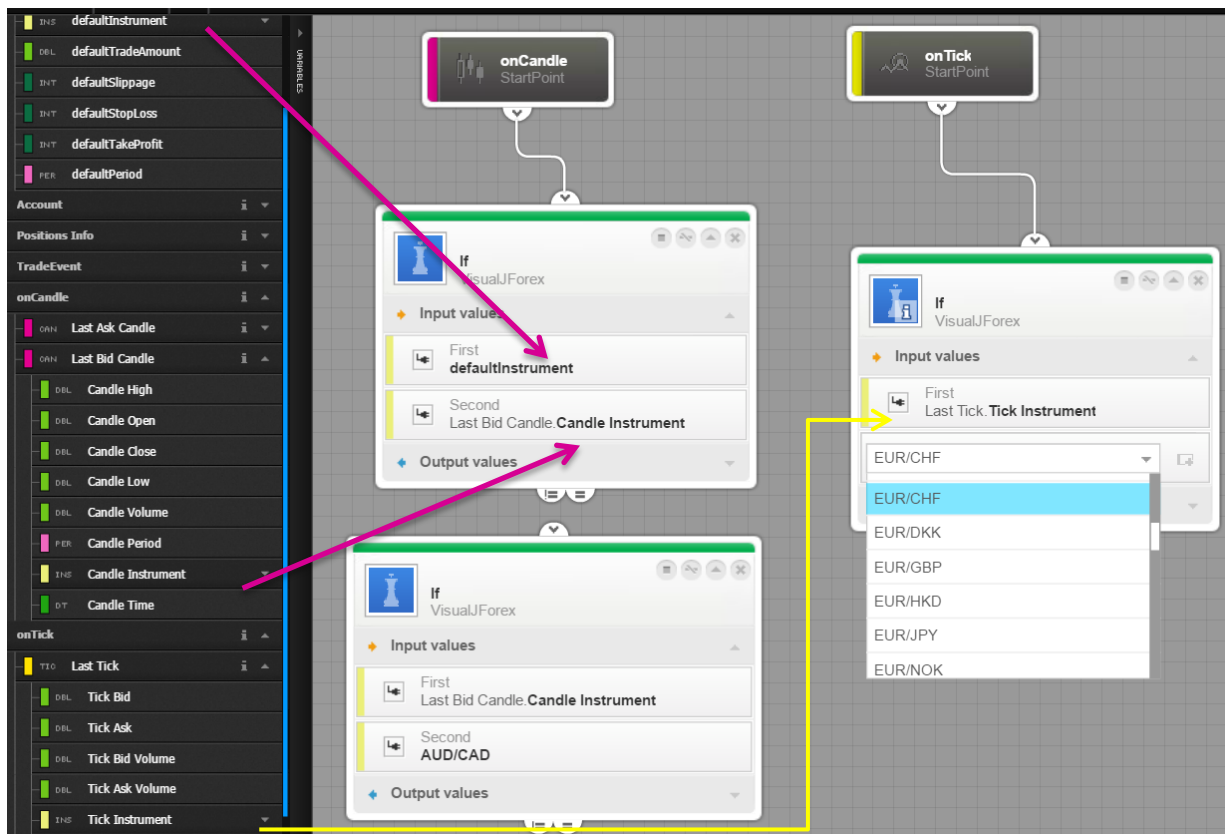 INS defaultInstrument
DBL defaultTradeAmount
INT defaultSlippage
INT defaultStopLoss
INT defaultTakeProfit
PER defaultPeriod
Account
Positions Info
TradeEvent
onCandle
CAN Last Ask Candle
CAN Last Bid Candle
DBL Candle High
DBL Candle Open
DBL Candle Close
DBL Candle Low
DBL Candle Volume
PER Candle Period
INS Candle Instrument
DT Candle Time
onTick
TIC Last Tick
DBL Tick Bid
DBL Tick Ask
DBL Tick Bid Volume
DBL Tick Ask Volume
INS Tick Instrument
VARIABLES
onCandle
StartPoint
If
VisualJForex
Input values
First
defaultInstrument
Second
Last Bid Candle.Candle Instrument
Output values
If
VisualJForex
Input values
First
Last Bid Candle.Candle Instrument
Second
AUD/CAD
Output values
onTick
StartPoint
If
VisualJForex
Input values
First
Last Tick.Tick Instrument
EUR/CHF
EUR/CHF
EUR/DKK
EUR/GBP
EUR/HKD
EUR/JPY
EUR/NOK